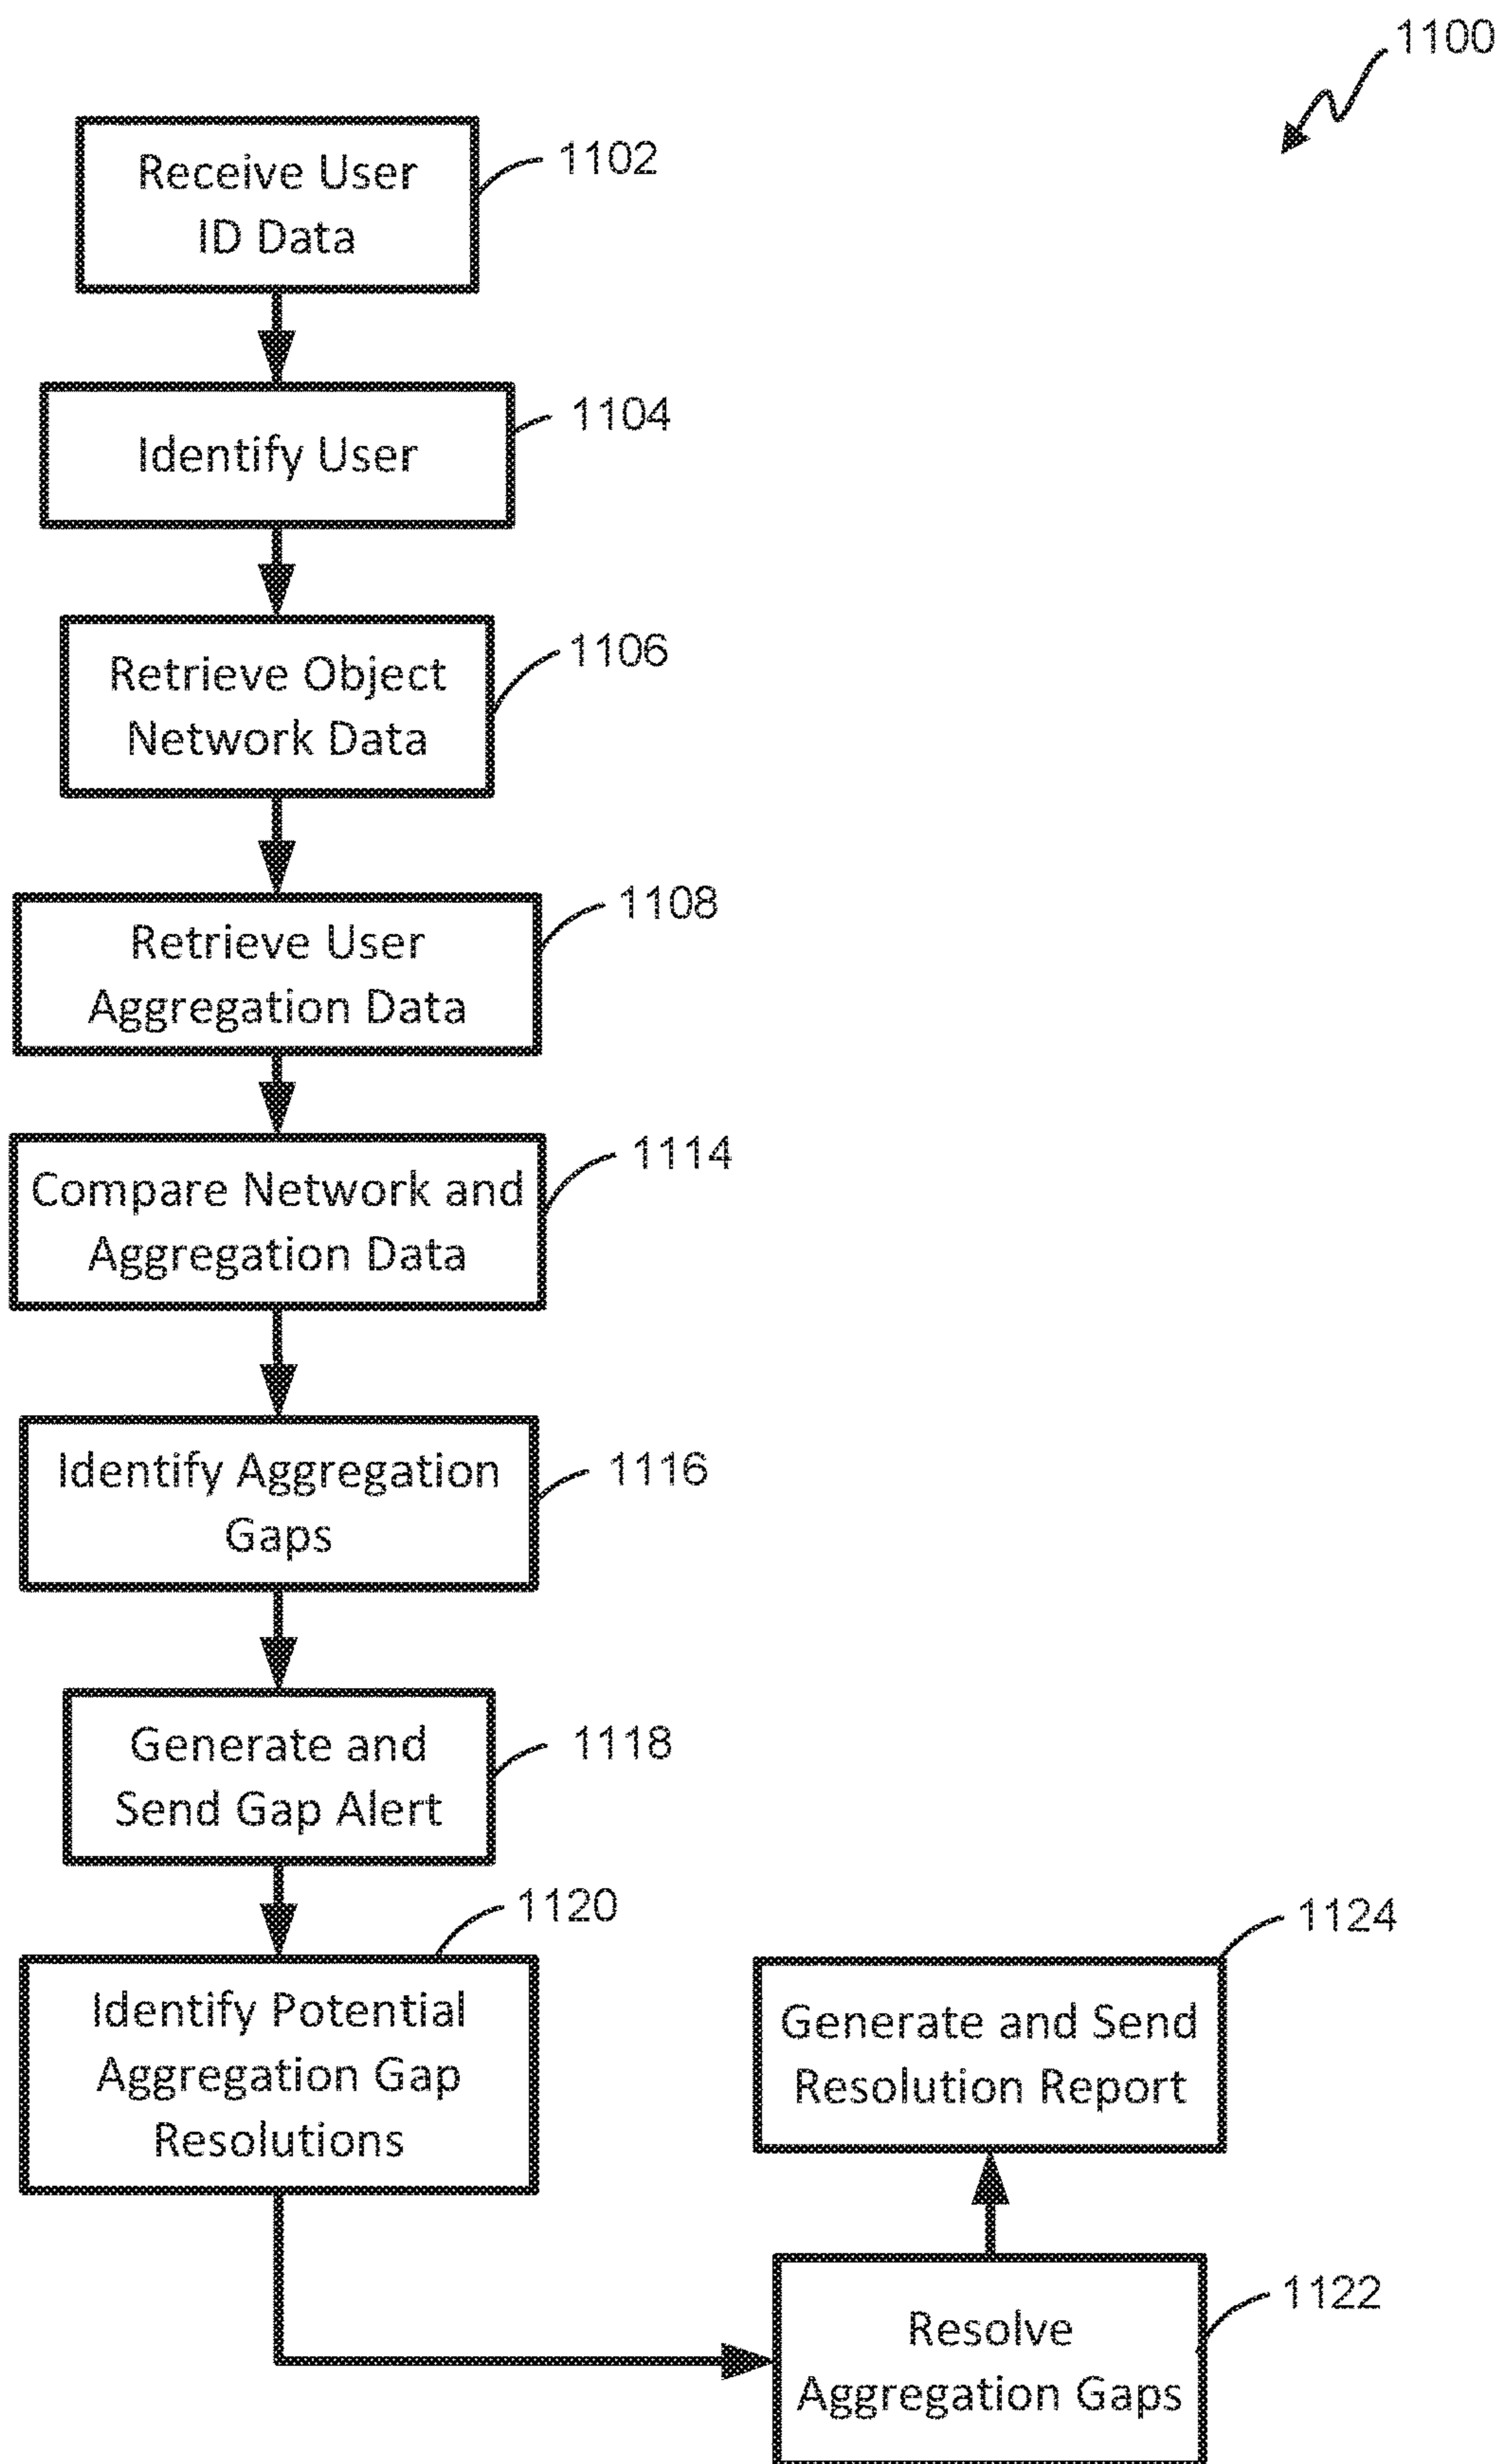 1100
Receive User
ID Data
1102
Identify User
1104
Retrieve Object
Network Data
1106
Retrieve User
Aggregation Data
1108
Compare Network and
Aggregation Data
1114
Identify Aggregation
Gaps
1116
Generate and
Send Gap Alert
1118
Identify Potential
Aggregation Gap
Resolutions
1120
Resolve
Aggregation Gaps
1122
Generate and Send
Resolution Report
1124